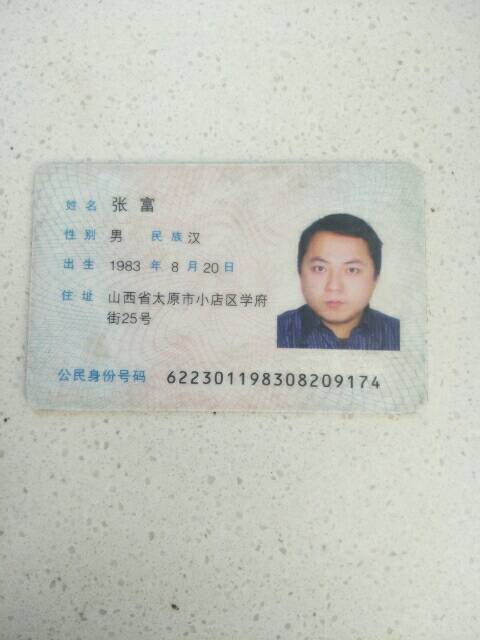 姓名 张富
性别 男 民族 汉
出生 1983 年 8 月 20 日
住址 山西省太原市小店区学府
街25号
公民身份号码 622301198308209174